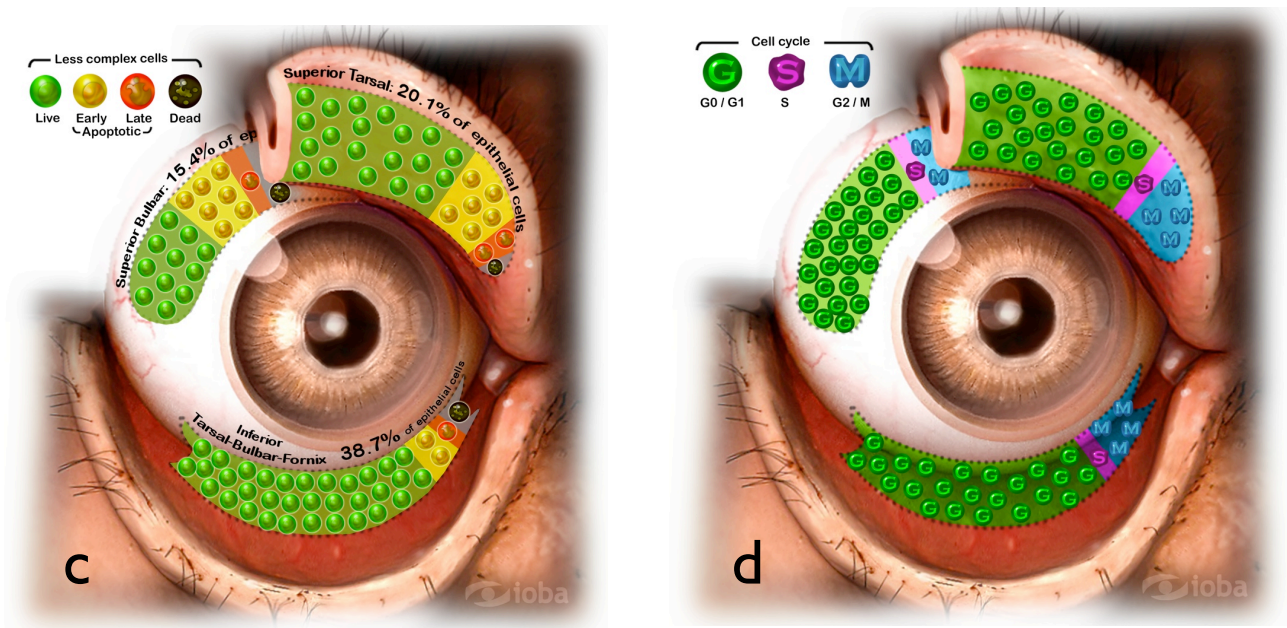 Less complex cells
Live
Early
Late
Dead
Apoptotic
Superior Tarsal: 20.1% of epithelial cells
Superior Bulbar: 15.4% of ep
Inferior
Tarsal-Bulbar-Fornix 38.7% of epithelial cells
c
ioba
Cell cycle
G
S
M
G0 / G1
S
G2 / M
G G G G G G G G G G G G G G G G G G G G G
S
M M M M
G G G G G G G G G G G G G G G G G G G G G G G
S
M M
G G G G G G G G G G G G G G G G G G G G G
S
M M M M
d
ioba